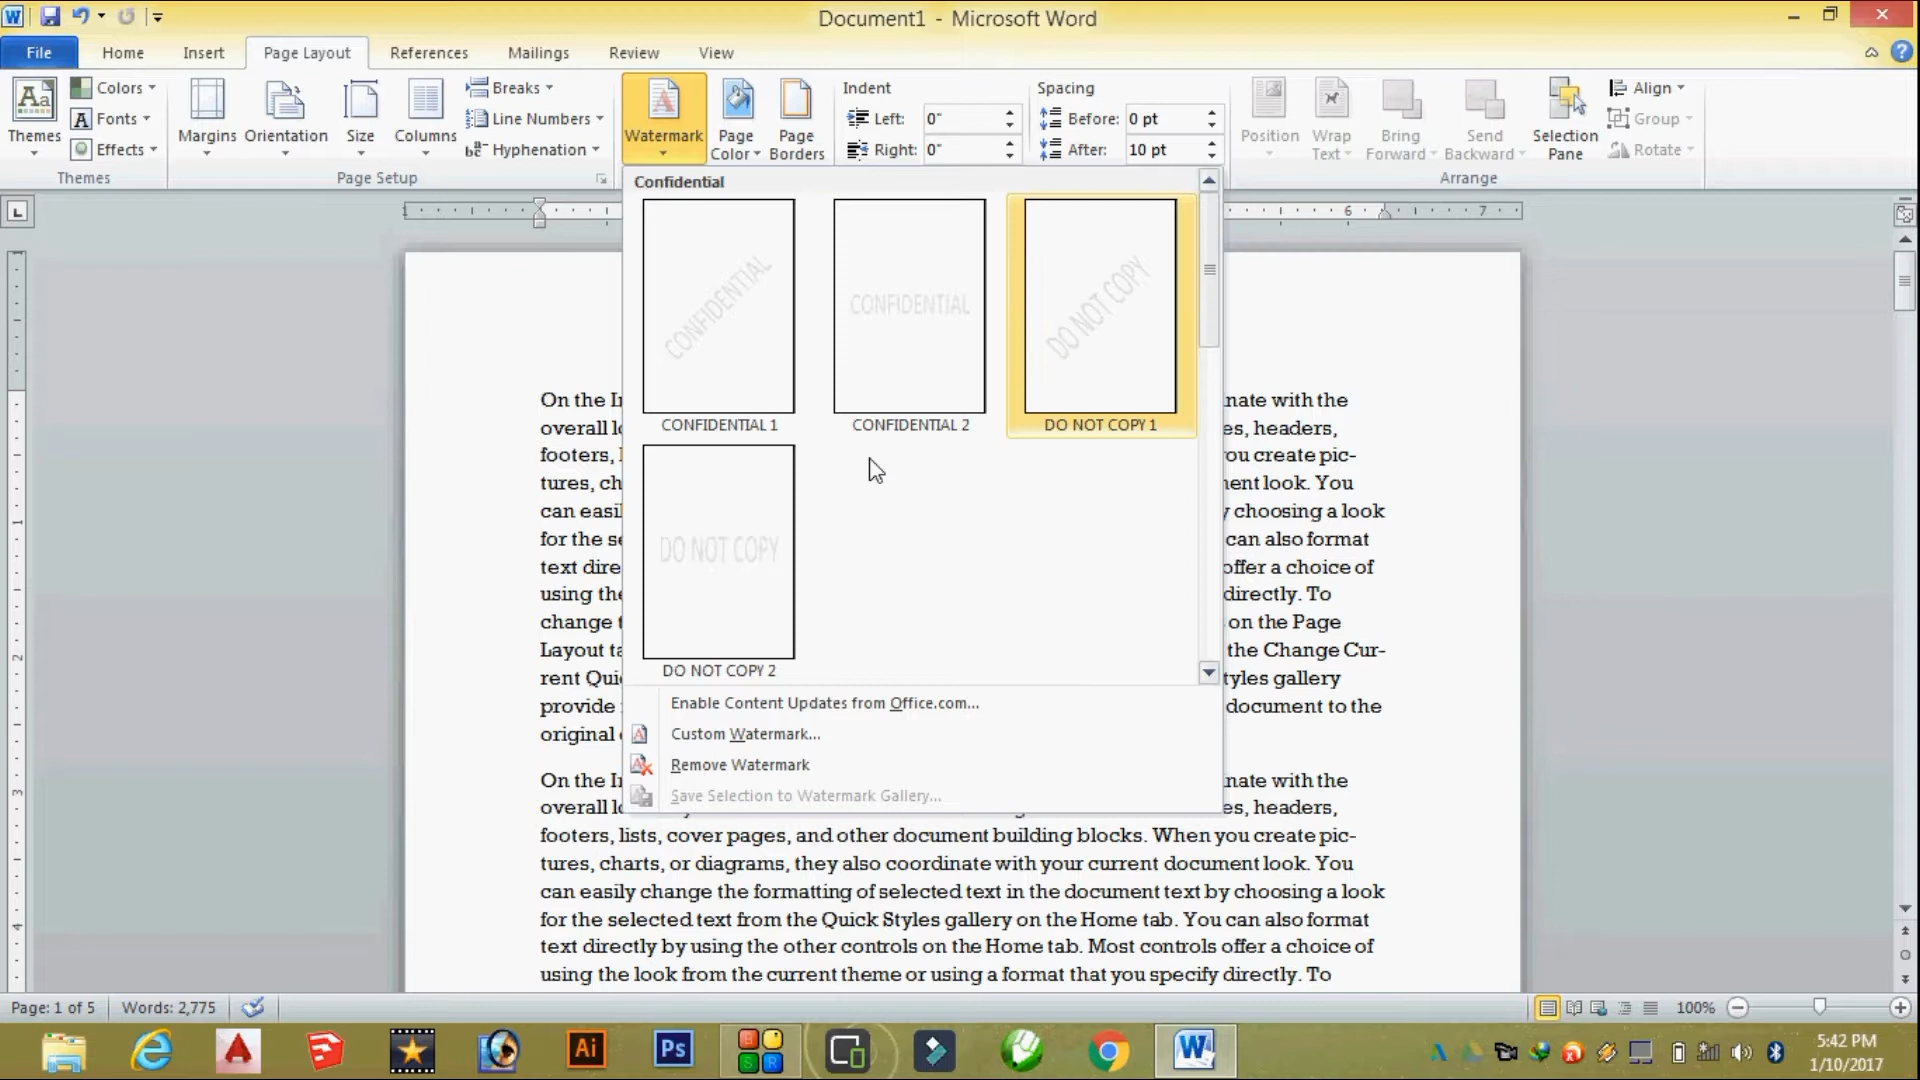 Document1 - Microsoft Word
File Home Insert Page Layout References Mailings Review View
Themes
Colors
Fonts
Effects
Themes
Margins Orientation Size Columns
Breaks
Line Numbers
Hyphenation
Page Setup
Watermark
Page Color
Page Borders
Indent
Left: 0"
Right: 0"
Spacing
Before: 0 pt
After: 10 pt
Position
Wrap Text
Bring Forward
Send Backward
Selection Pane
Align
Group
Rotate
Arrange
1 6 7
Confidential
CONFIDENTIAL
CONFIDENTIAL
DO NOT COPY
CONFIDENTIAL 1
CONFIDENTIAL 2
DO NOT COPY 1
DO NOT COPY
DO NOT COPY 2
Enable Content Updates from Office.com...
Custom Watermark...
Remove Watermark
Save Selection to Watermark Gallery...
On the nate with the
overall es, headers,
footers, ou create pic-
tures, ent look. You
can choosing a look
for the can also format
text offer a choice of
using directly. To
change on the Page
Layout the Change Cur-
rent tyles gallery
provide document to the
original
On the nate with the
overall es, headers,
footers, lists, cover pages, and other document building blocks. When you create pic-
tures, charts, or diagrams, they also coordinate with your current document look. You
can easily change the formatting of selected text in the document text by choosing a look
for the selected text from the Quick Styles gallery on the Home tab. You can also format
text directly by using the other controls on the Home tab. Most controls offer a choice of
using the look from the current theme or using a format that you specify directly. To
1
2
3
4
Page: 1 of 5 Words: 2,775 100%
Ai Ps
5:42 PM
1/10/2017